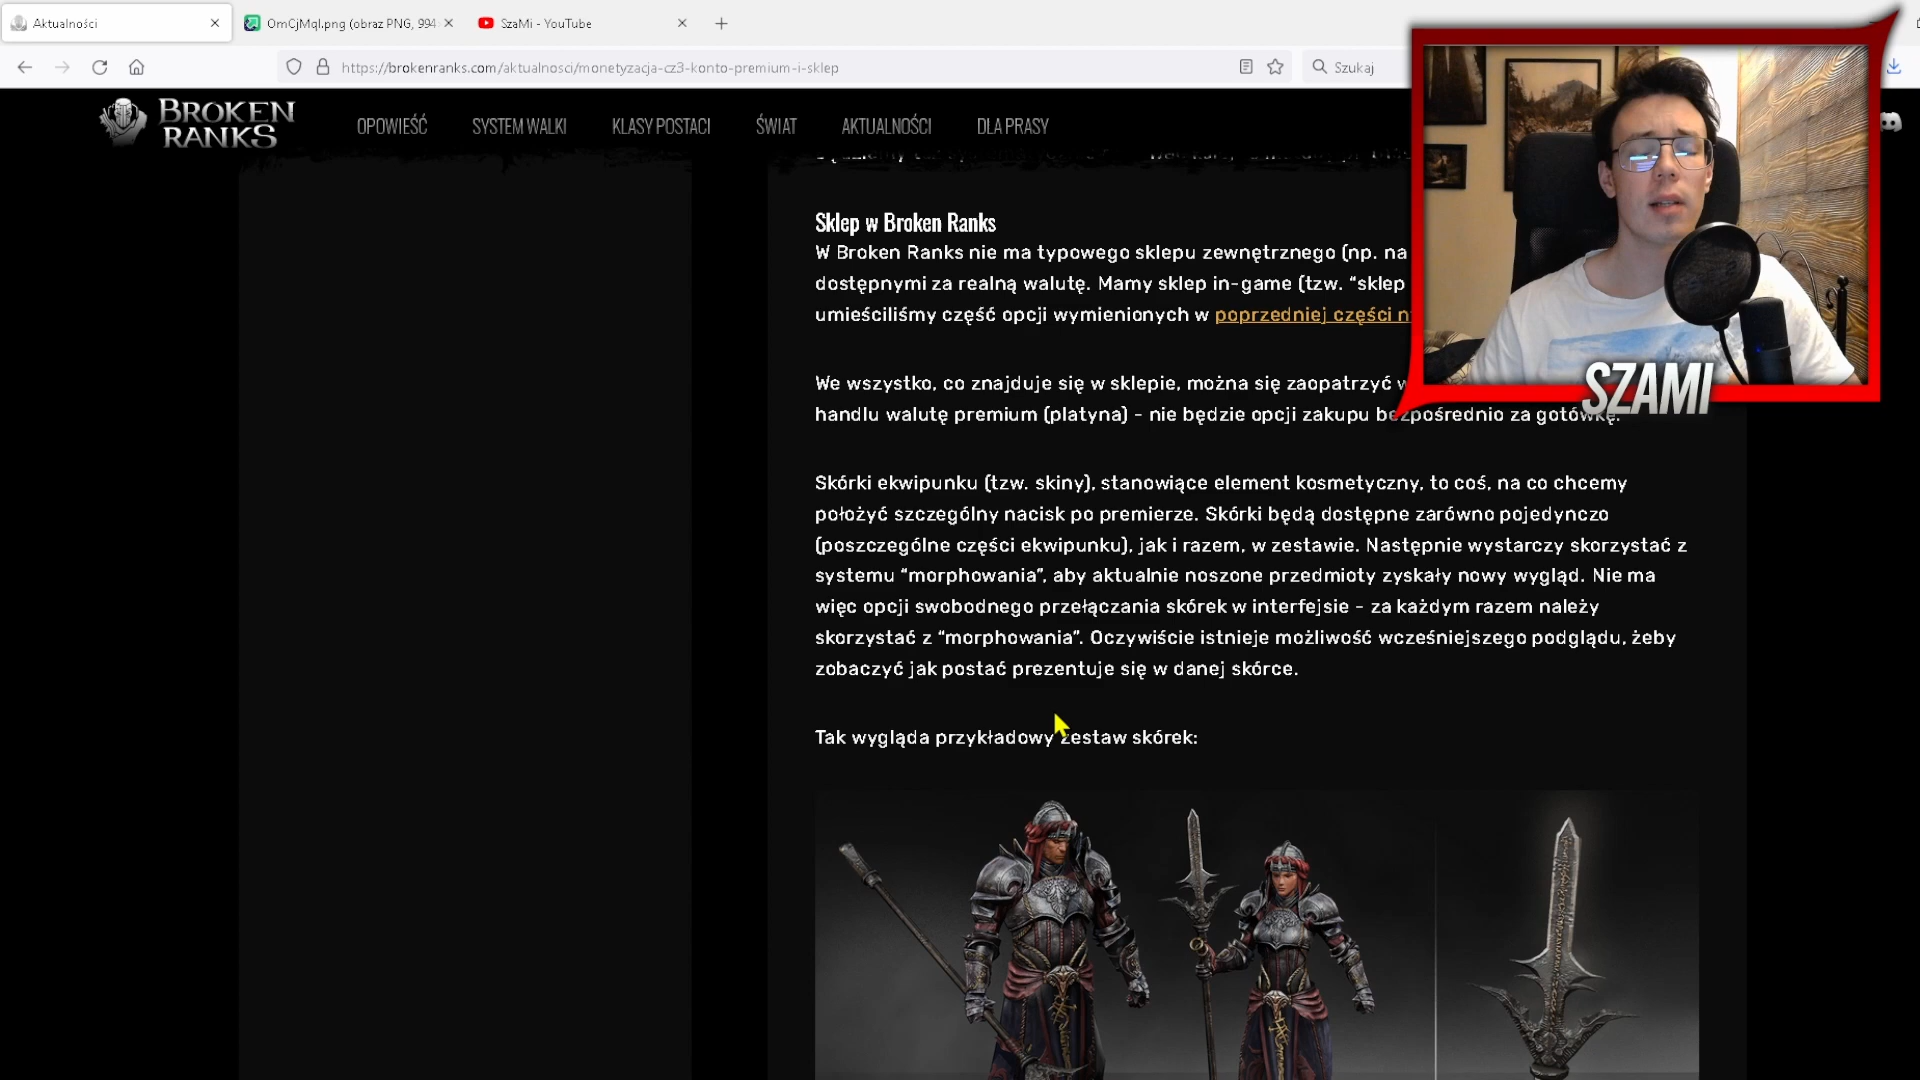 Aktualności
OmCjMqI.png (obraz PNG, 994
SzaMi - YouTube
https://brokenranks.com/aktualnosci/monetyzacja-cz3-konto-premium-i-sklep
Szukaj
BROKEN RANKS
OPOWIEŚĆ
SYSTEM WALKI
KLASY POSTACI
ŚWIAT
AKTUALNOŚCI
DLA PRASY
Sklep w Broken Ranks
W Broken Ranks nie ma typowego sklepu zewnętrznego (np. na
dostępnymi za realną walutę. Mamy sklep in-game (tzw. “sklep
umieściliśmy część opcji wymienionych w poprzedniej części
We wszystko, co znajduje się w sklepie, można się zaopatrzyć
handlu walutę premium (platyna) - nie będzie opcji zakupu bezpośrednio za gotówkę.
SZAMI
Skórki ekwipunku (tzw. skiny), stanowiące element kosmetyczny, to coś, na co chcemy
położyć szczególny nacisk po premierze. Skórki będą dostępne zarówno pojedynczo
(poszczególne części ekwipunku), jak i razem, w zestawie. Następnie wystarczy skorzystać z
systemu “morphowania”, aby aktualnie noszone przedmioty zyskały nowy wygląd. Nie ma
więc opcji swobodnego przełączania skórek w interfejsie - za każdym razem należy
skorzystać z “morphowania”. Oczywiście istnieje możliwość wcześniejszego podglądu, żeby
zobaczyć jak postać prezentuje się w danej skórce.
Tak wygląda przykładowy zestaw skórek: